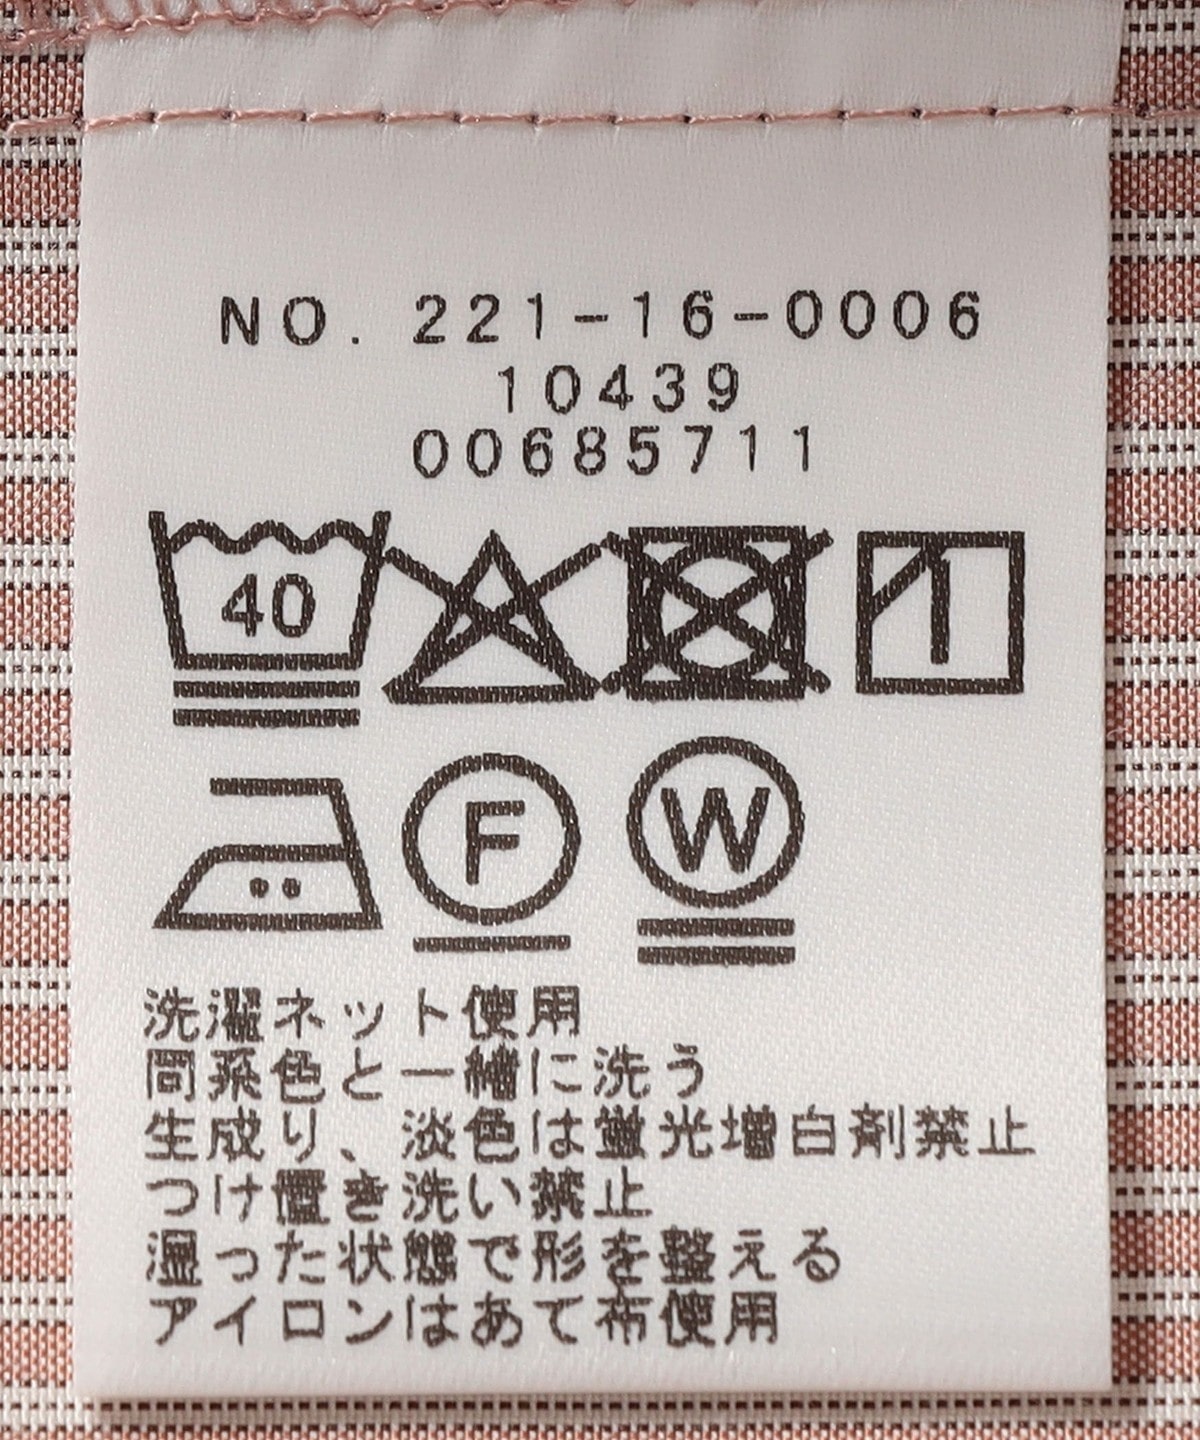 NO. 221-16-0006
10439
00685711
40
F W
洗濯ネット使用
同系色と一緒に洗う
生成り、淡色は蛍光増白剤禁止
つけ置き洗い禁止
湿った状態で形を整える
アイロンはあて布使用